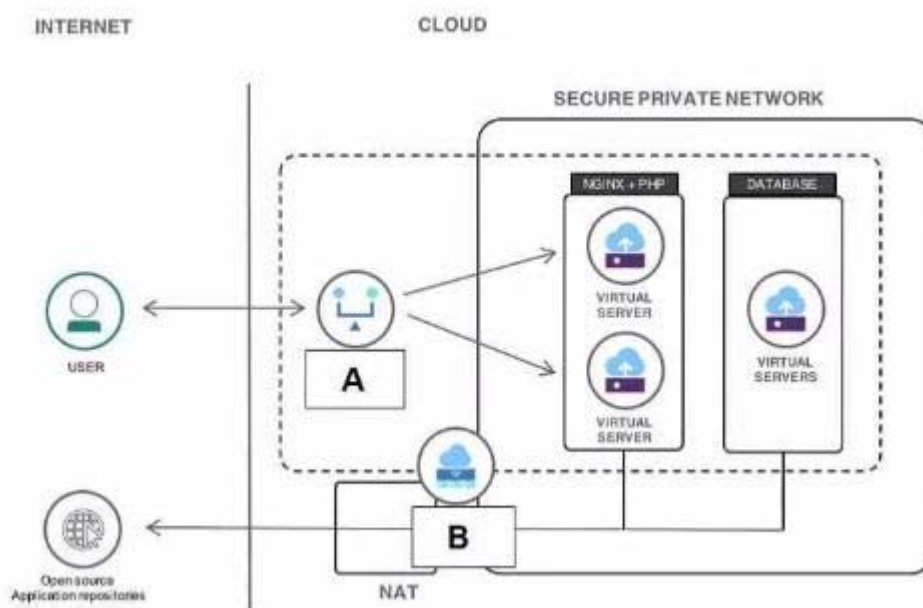 INTERNET
CLOUD
SECURE PRIVATE NETWORK
NGINX + PHP
DATABASE
VIRTUAL
SERVER
USER
A
VIRTUAL
SERVERS
VIRTUAL
SERVER
B
Open source
Application repositories
NAT